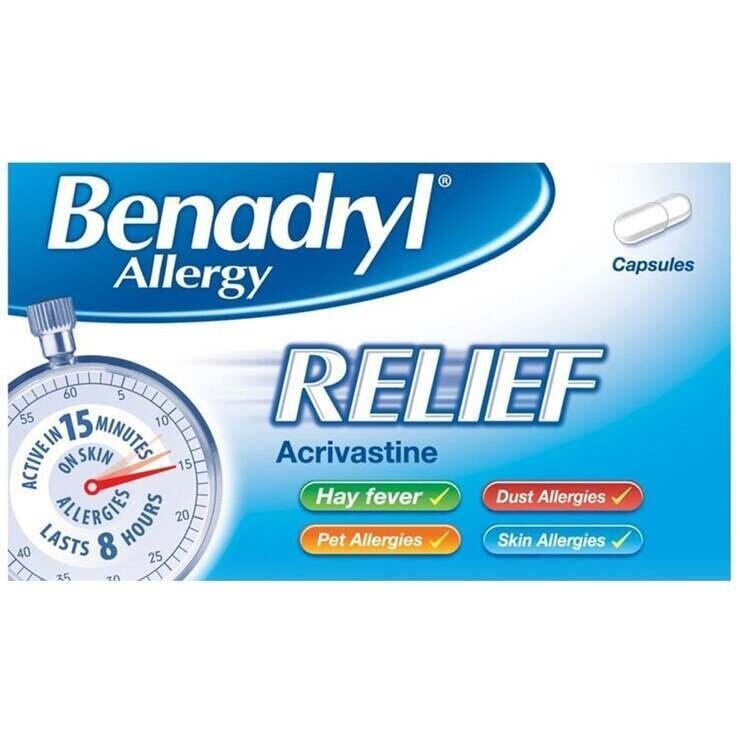 Benadryl®
Allergy
Capsules
RELIEF
Acrivastine
Hay fever ✓
Dust Allergies ✓
Pet Allergies ✓
Skin Allergies ✓
ACTIVE IN 15 MINUTES
ON SKIN
ALLERGIES
LASTS 8 HOURS
60
5
10
15
20
25
30
35
40
55